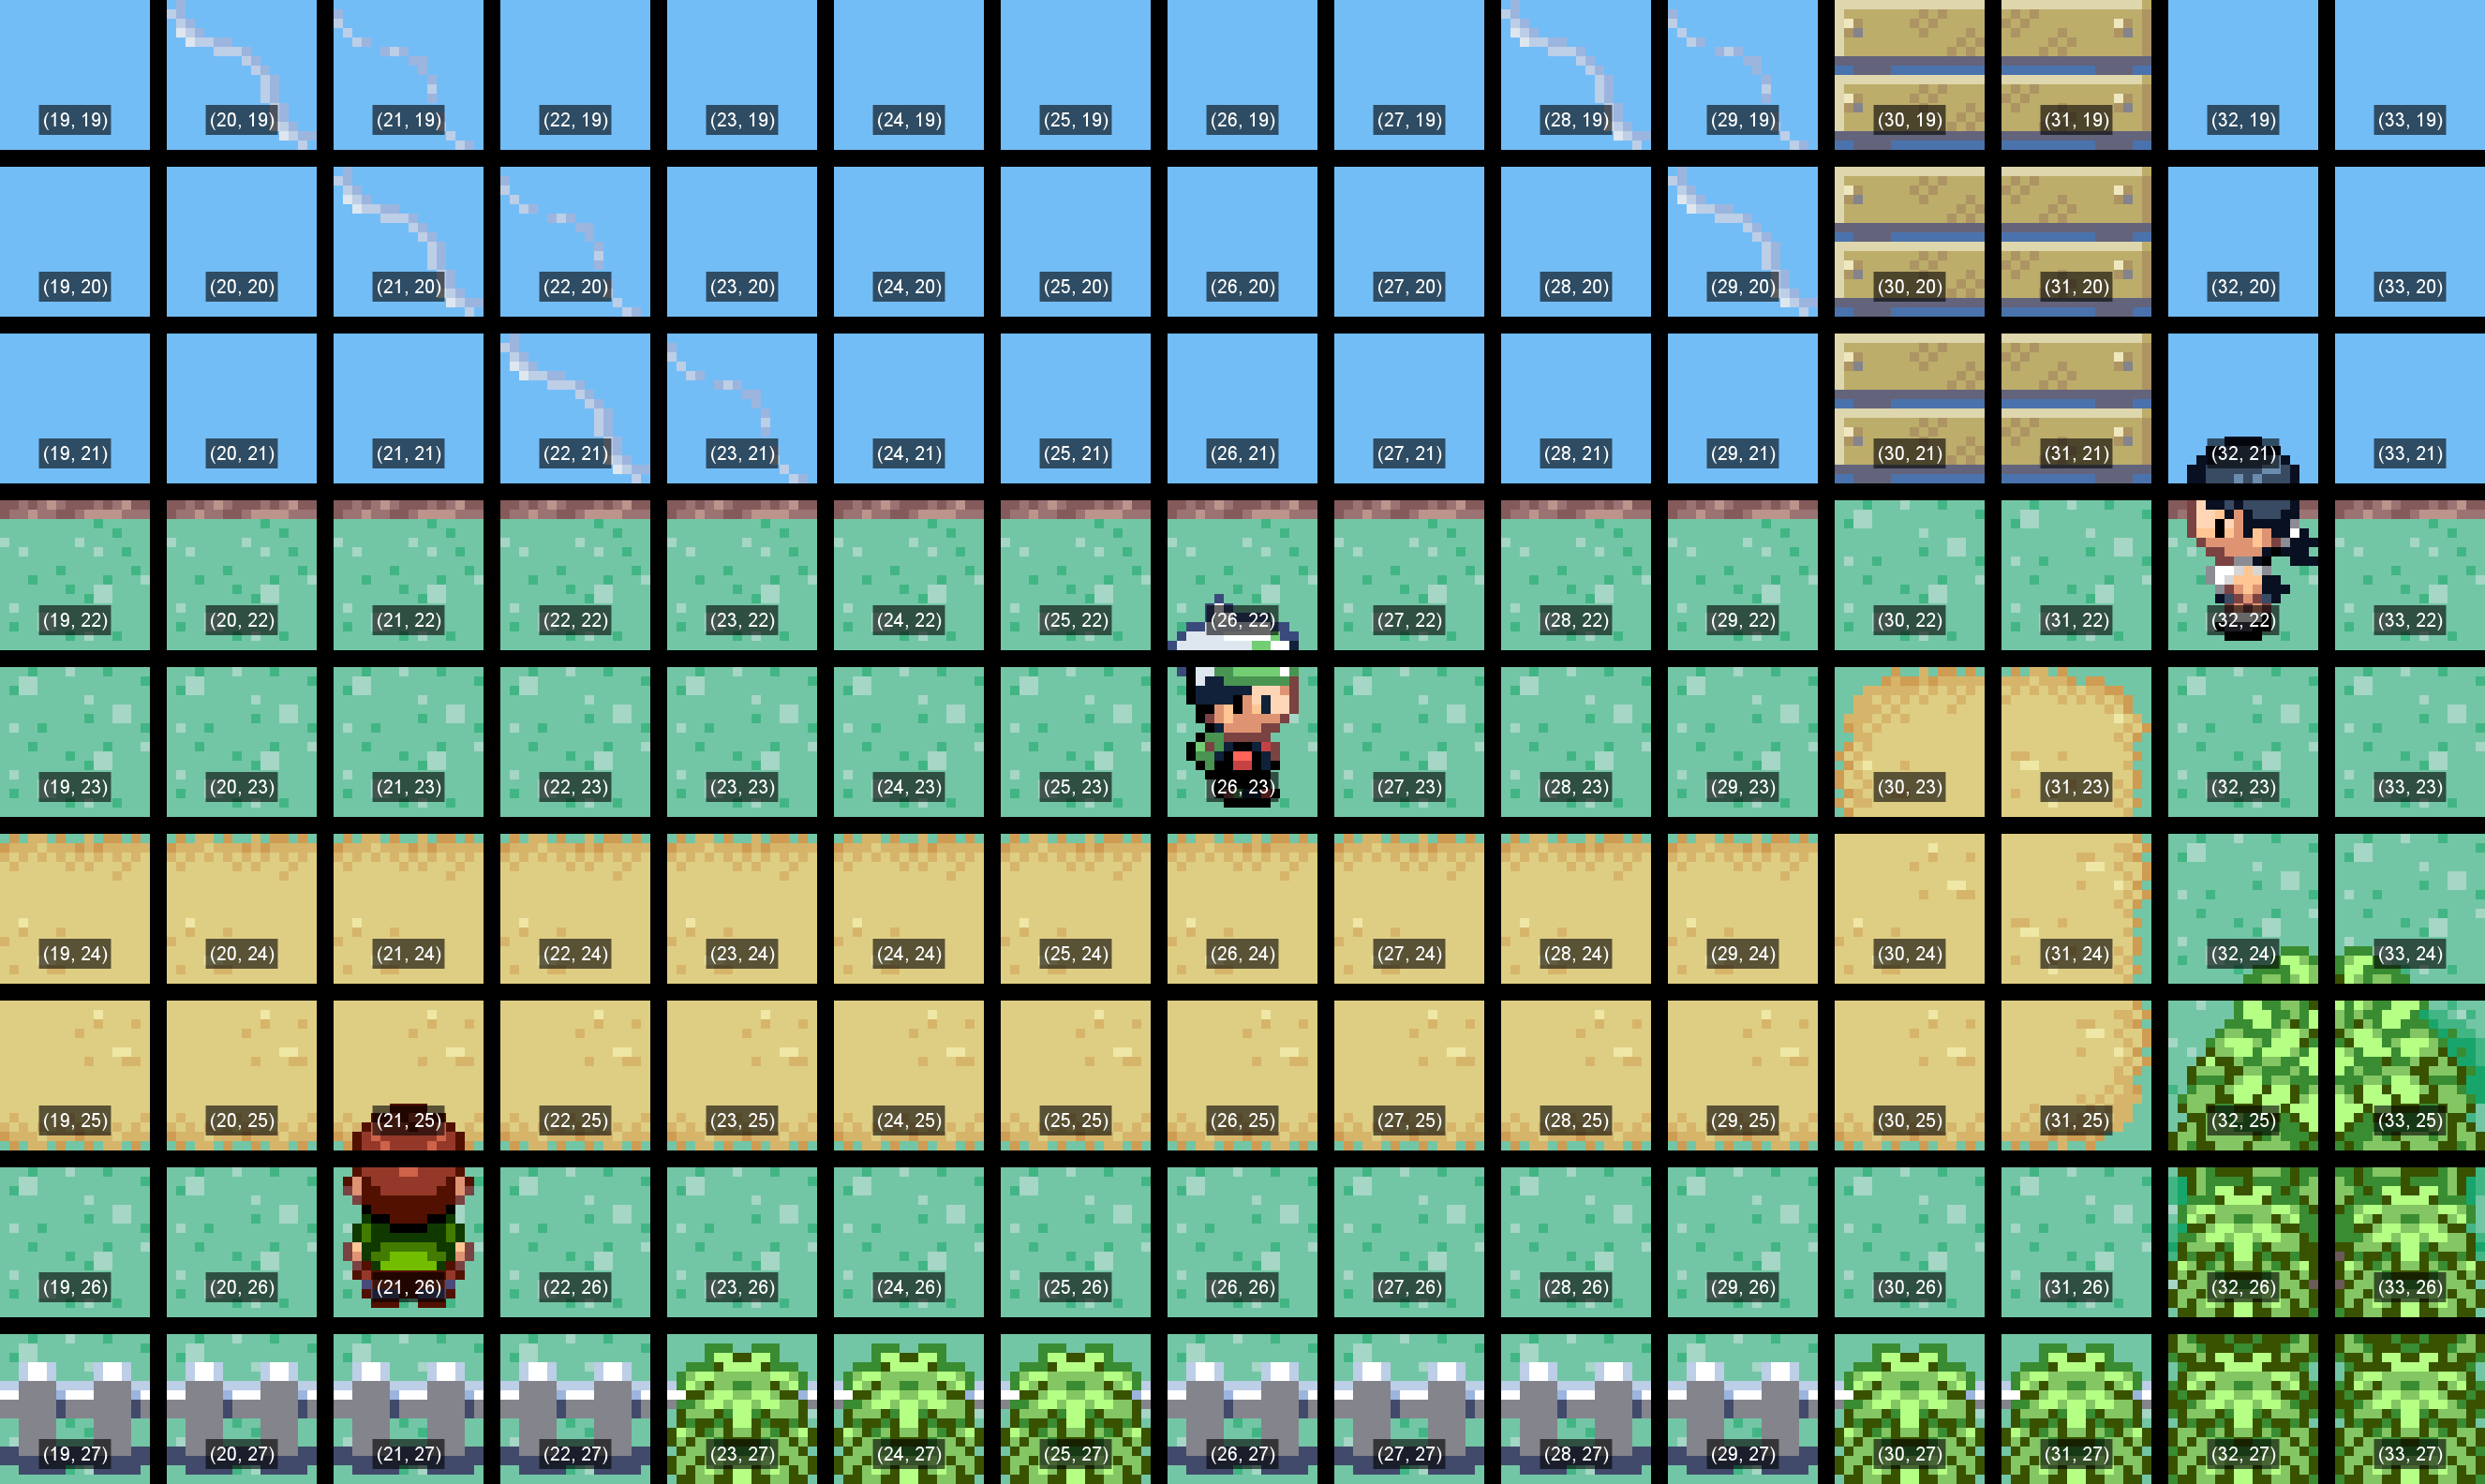 (19, 19) (20, 19) (21, 19) (22, 19) (23, 19) (24, 19) (25, 19) (26, 19) (27, 19) (28, 19) (29, 19) (30, 19) (31, 19) (32, 19) (33, 19)
(19, 20) (20, 20) (21, 20) (22, 20) (23, 20) (24, 20) (25, 20) (26, 20) (27, 20) (28, 20) (29, 20) (30, 20) (31, 20) (32, 20) (33, 20)
(19, 21) (20, 21) (21, 21) (22, 21) (23, 21) (24, 21) (25, 21) (26, 21) (27, 21) (28, 21) (29, 21) (30, 21) (31, 21) (32, 21) (33, 21)
(19, 22) (20, 22) (21, 22) (22, 22) (23, 22) (24, 22) (25, 22) (26, 22) (27, 22) (28, 22) (29, 22) (30, 22) (31, 22) (32, 22) (33, 22)
(19, 23) (20, 23) (21, 23) (22, 23) (23, 23) (24, 23) (25, 23) (26, 23) (27, 23) (28, 23) (29, 23) (30, 23) (31, 23) (32, 23) (33, 23)
(19, 24) (20, 24) (21, 24) (22, 24) (23, 24) (24, 24) (25, 24) (26, 24) (27, 24) (28, 24) (29, 24) (30, 24) (31, 24) (32, 24) (33, 24)
(19, 25) (20, 25) (21, 25) (22, 25) (23, 25) (24, 25) (25, 25) (26, 25) (27, 25) (28, 25) (29, 25) (30, 25) (31, 25) (32, 25) (33, 25)
(19, 26) (20, 26) (21, 26) (22, 26) (23, 26) (24, 26) (25, 26) (26, 26) (27, 26) (28, 26) (29, 26) (30, 26) (31, 26) (32, 26) (33, 26)
(19, 27) (20, 27) (21, 27) (22, 27) (23, 27) (24, 27) (25, 27) (26, 27) (27, 27) (28, 27) (29, 27) (30, 27) (31, 27) (32, 27) (33, 27)